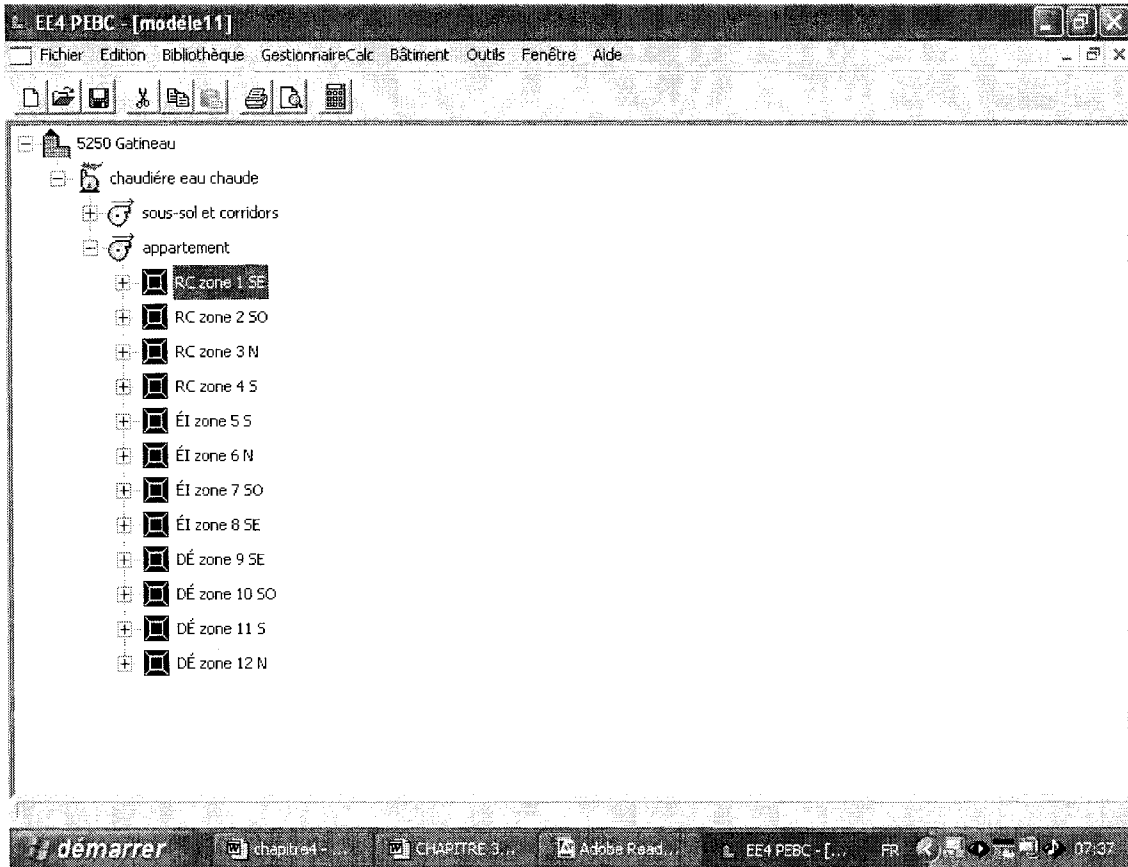 EE4 PEBC - [modèle11]
Fichier Edition Bibliothèque GestionnaireCalc Bâtiment Outils Fenêtre Aide
5250 Gatineau
chaudiére eau chaude
sous-sol et corridors
appartement
RC zone 1 SE
RC zone 2 SO
RC zone 3 N
RC zone 4 S
ÉI zone 5 S
ÉI zone 6 N
ÉI zone 7 SO
ÉI zone 8 SE
DÉ zone 9 SE
DÉ zone 10 SO
DÉ zone 11 S
DÉ zone 12 N
démarrer chapitre4 - ... CHAPITRE 3... Adobe Read... EE4 PEBC - [... FR 07:37